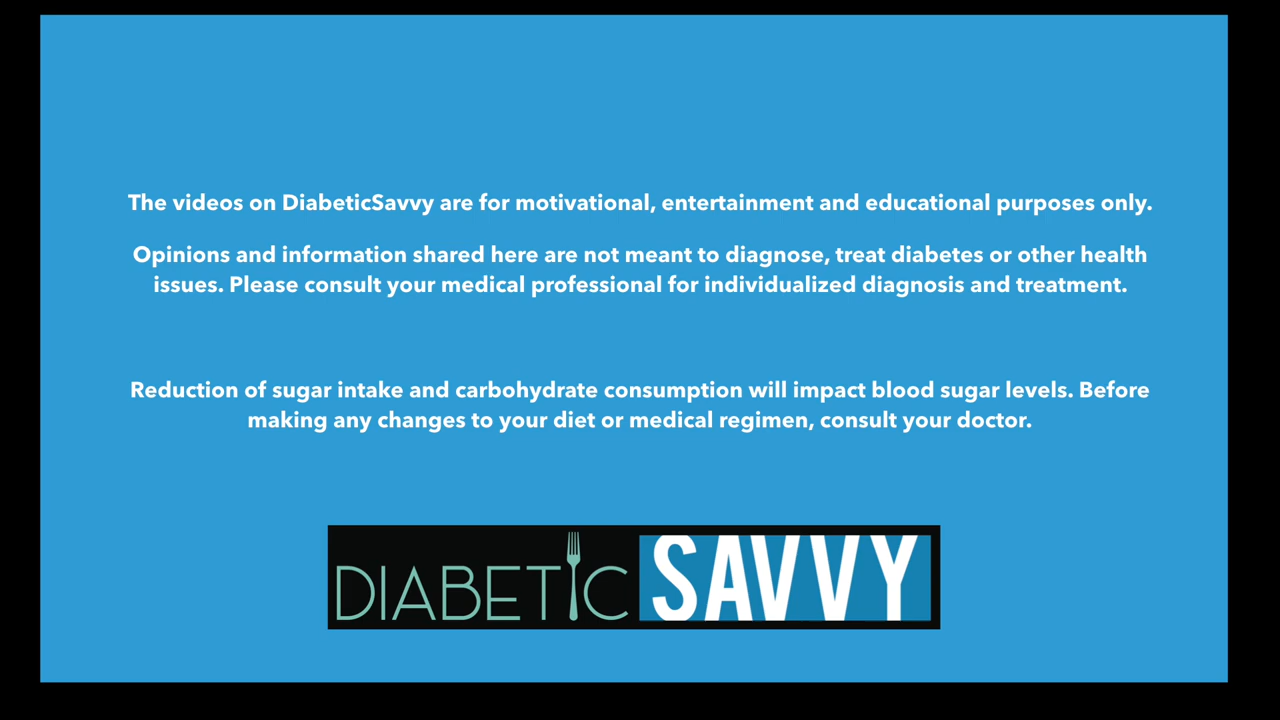 The videos on DiabeticSavvy are for motivational, entertainment and educational purposes only.
Opinions and information shared here are not meant to diagnose, treat diabetes or other health
issues. Please consult your medical professional for individualized diagnosis and treatment.
Reduction of sugar intake and carbohydrate consumption will impact blood sugar levels. Before
making any changes to your diet or medical regimen, consult your doctor.
DIABETIC SAVVY